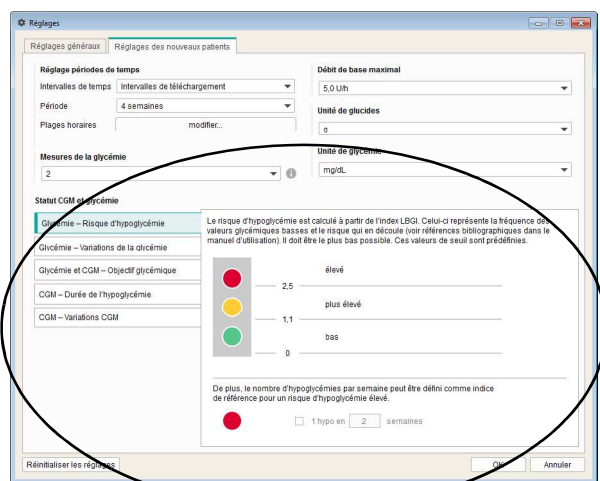 Réglages
Réglages généraux
Réglages des nouveaux patients
Réglage périodes de temps
Intervalles de temps
Intervalles de téléchargement
Période
4 semaines
Plages horaires
modifier...
Mesures de la glycémie
2
Débit de base maximal
5,0 U/h
Unité de glucides
g
Unité de glycémie
mg/dL
Statut CGM et glycémie
Glycémie – Risque d'hypoglycémie
Glycémie – Variations de la glycémie
Glycémie et CGM – Objectif glycémique
CGM – Durée de l'hypoglycémie
CGM – Variations CGM
Le risque d'hypoglycémie est calculé à partir de l'index LBGI. Celui-ci représente la fréquence des
valeurs glycémiques basses et le risque qui en découle (voir références bibliographiques dans le
manuel d'utilisation). Il doit être le plus bas possible. Ces valeurs de seuil sont prédéfinies.
élevé
2,5
plus élevé
1,1
bas
0
De plus, le nombre d'hypoglycémies par semaine peut être défini comme indice
de référence pour un risque d'hypoglycémie élevé.
1 hypo en 2 semaines
Réinitialiser les réglages
OK
Annuler